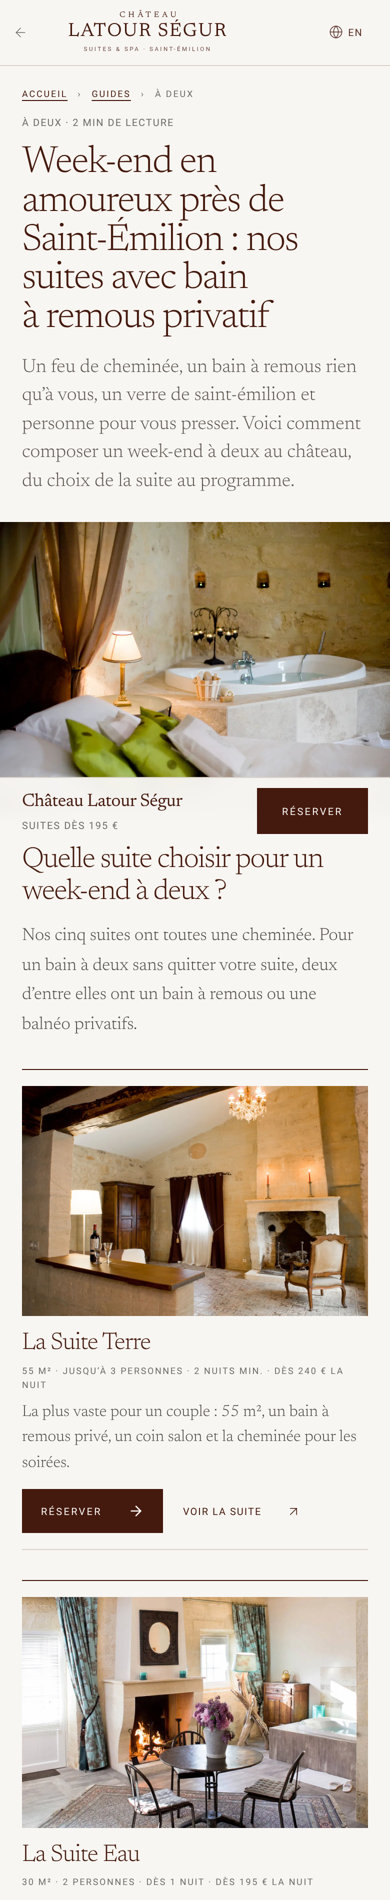 CHÂTEAU
LATOUR SÉGUR
SUITES & SPA · SAINT-ÉMILION
EN
ACCUEIL › GUIDES › À DEUX
À DEUX · 2 MIN DE LECTURE
Week-end en
amoureux près de
Saint-Émilion : nos
suites avec bain
à remous privatif
Un feu de cheminée, un bain à remous rien
qu’à vous, un verre de saint-émilion et
personne pour vous presser. Voici comment
composer un week-end à deux au château,
du choix de la suite au programme.
Château Latour Ségur
SUITES DÈS 195 €
RÉSERVER
Quelle suite choisir pour un
week-end à deux ?
Nos cinq suites ont toutes une cheminée. Pour
un bain à deux sans quitter votre suite, deux
d’entre elles ont un bain à remous ou une
balnéo privatifs.
La Suite Terre
55 M² · JUSQU’À 3 PERSONNES · 2 NUITS MIN. · DÈS 240 € LA
NUIT
La plus vaste pour un couple : 55 m², un bain à
remous privé, un coin salon et la cheminée pour les
soirées.
RÉSERVER
VOIR LA SUITE
La Suite Eau
30 M² · 2 PERSONNES · DÈS 1 NUIT · DÈS 195 € LA NUIT